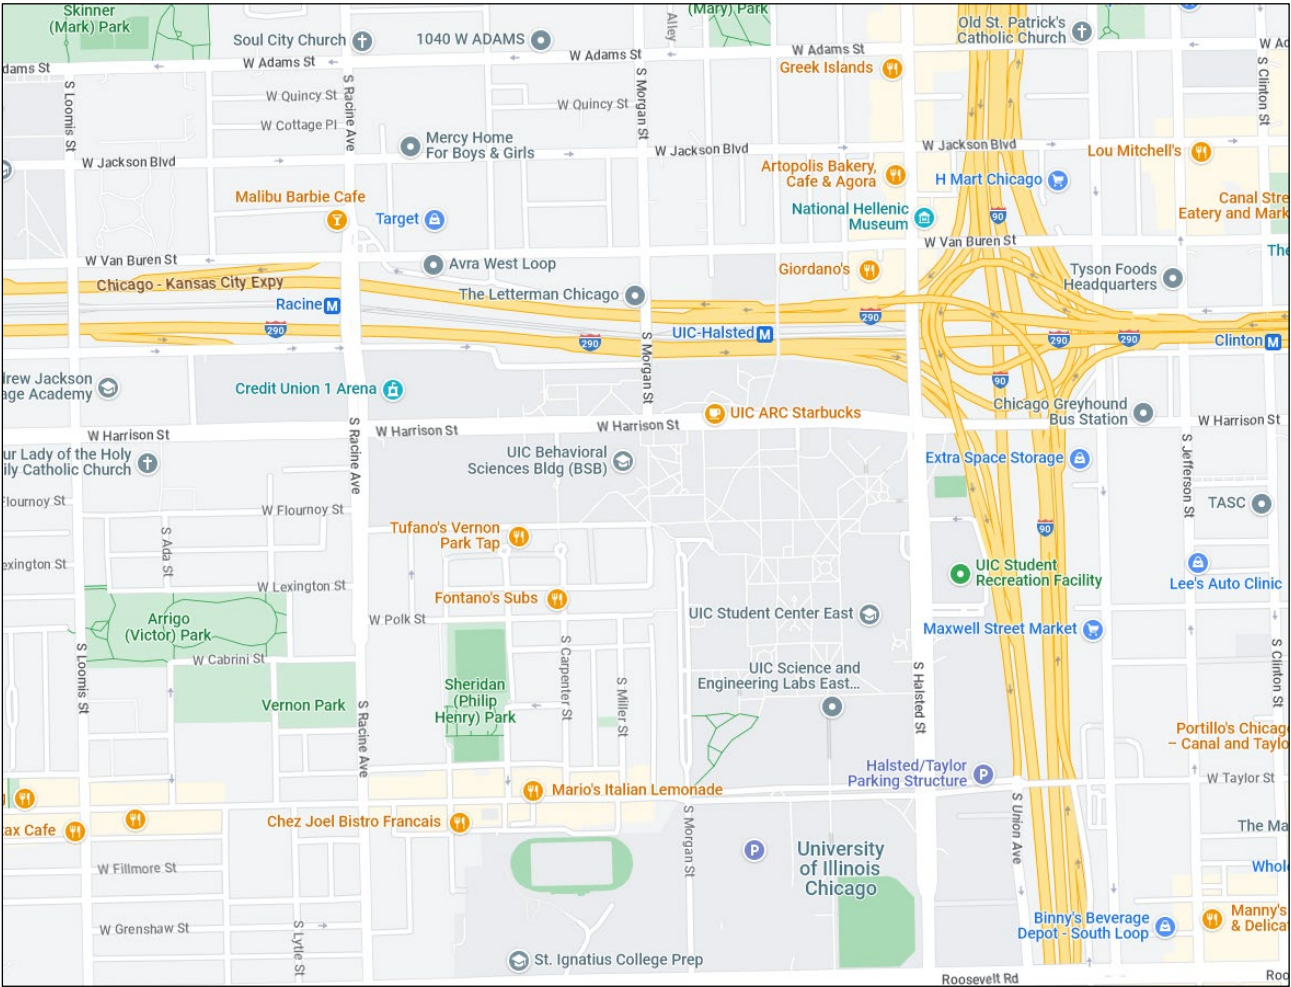 Skinner
(Mark) Park
Soul City Church
1040 W ADAMS
Alley
(Mary) Park
Old St. Patrick's
Catholic Church
W Adams St
W Adams St
W Adams St
dams St
W Ad
Greek Islands
S Loomis St
S Racine Ave
S Morgan St
S Clinton St
W Quincy St
W Quincy St
W Cottage Pl
Mercy Home
For Boys & Girls
W Jackson Blvd
W Jackson Blvd
W Jackson Blvd
Lou Mitchell's
Artopolis Bakery,
Cafe & Agora
H Mart Chicago
Malibu Barbie Cafe
Target
National Hellenic
Museum
90
Canal Stre
Eatery and Mark
W Van Buren St
W Van Buren St
The
Avra West Loop
Giordano's
Tyson Foods
Headquarters
Chicago - Kansas City Expy
The Letterman Chicago
Racine M
290
290
290
290
290
UIC-Halsted M
Clinton M
S Morgan St
drew Jackson
age Academy
Credit Union 1 Arena
90
Chicago Greyhound
Bus Station
UIC ARC Starbucks
W Harrison St
W Harrison St
W Harrison St
W Harrison St
S Racine Ave
ur Lady of the Holy
ily Catholic Church
UIC Behavioral
Sciences Bldg (BSB)
Extra Space Storage
S Jefferson St
Flournoy St
W Flournoy St
TASC
S Ada St
Tufano's Vernon
Park Tap
90
exington St
W Lexington St
UIC Student
Recreation Facility
Lee's Auto Clinic
Fontano's Subs
Arrigo
(Victor) Park
W Polk St
UIC Student Center East
Maxwell Street Market
S Loomis St
W Cabrini St
S Carpenter St
S Miller St
S Halsted St
S Clinton St
UIC Science and
Engineering Labs East...
Sheridan
(Philip
Henry) Park
Vernon Park
S Racine Ave
Portillo's Chicago
– Canal and Taylo
Halsted/Taylor
Parking Structure
P
W Taylor St
Mario's Italian Lemonade
Chez Joel Bistro Francais
ax Cafe
S Morgan St
S Union Ave
The Ma
W Fillmore St
P
University
of Illinois
Chicago
Whol
W Grenshaw St
S Lytle St
Binny's Beverage
Depot - South Loop
Manny's
& Delicat
St. Ignatius College Prep
Roosevelt Rd
Roo